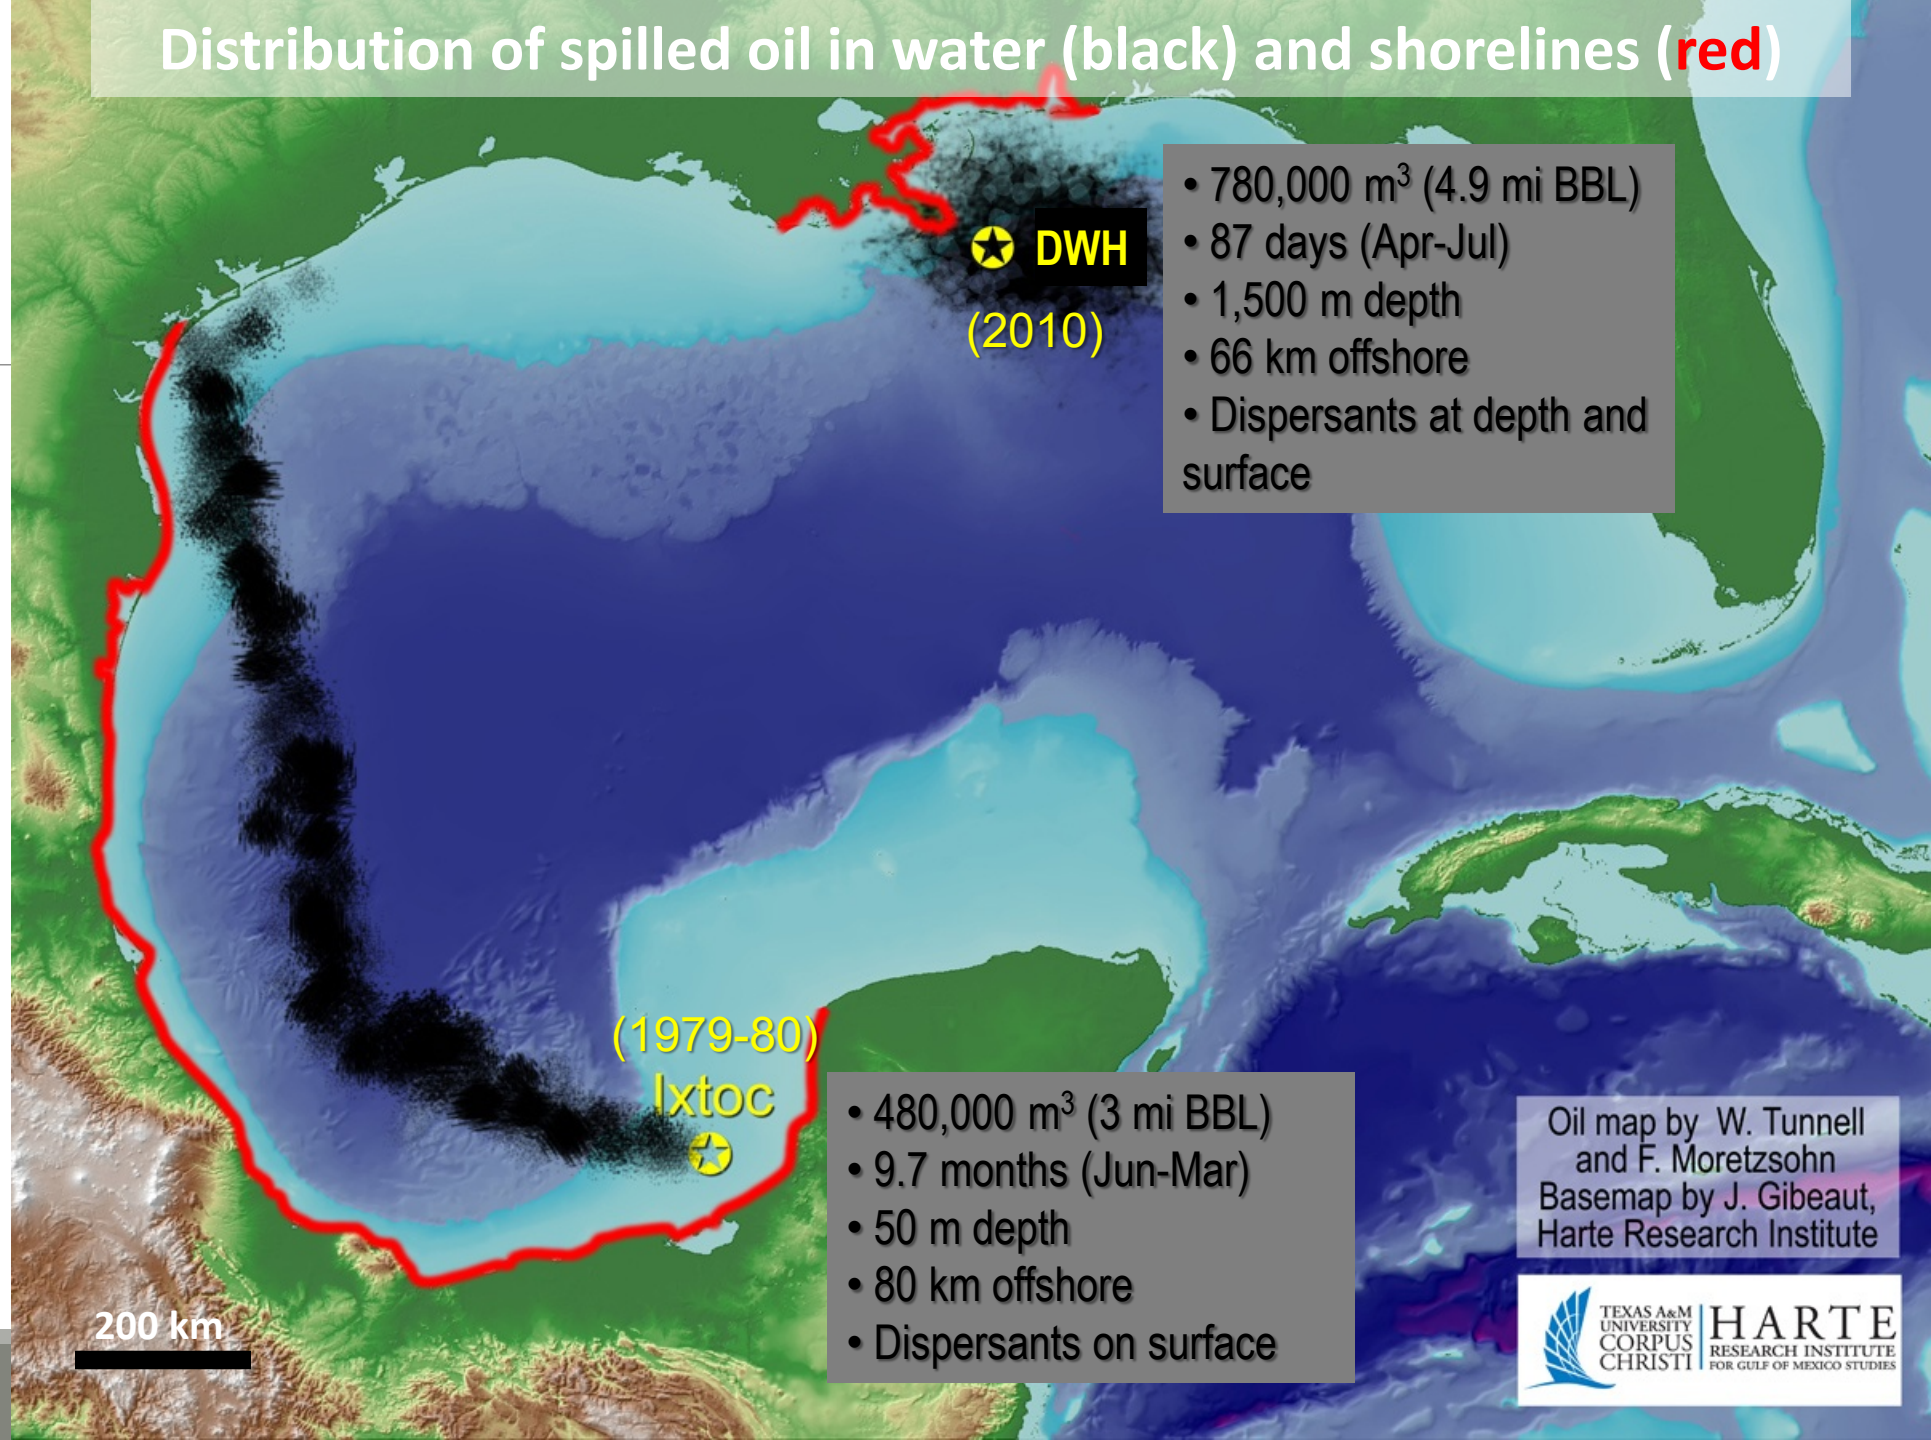 Distribution of spilled oil in water (black) and shorelines (red)
• 780,000 m³ (4.9 mi BBL)
• 87 days (Apr-Jul)
• 1,500 m depth
• 66 km offshore
• Dispersants at depth and
surface
DWH
(2010)
(1979-80)
Ixtoc
• 480,000 m³ (3 mi BBL)
• 9.7 months (Jun-Mar)
• 50 m depth
• 80 km offshore
• Dispersants on surface
Oil map by W. Tunnell
and F. Moretzsohn
Basemap by J. Gibeaut,
Harte Research Institute
200 km
TEXAS A&M
UNIVERSITY
CORPUS
CHRISTI
HARTE
RESEARCH INSTITUTE
FOR GULF OF MEXICO STUDIES